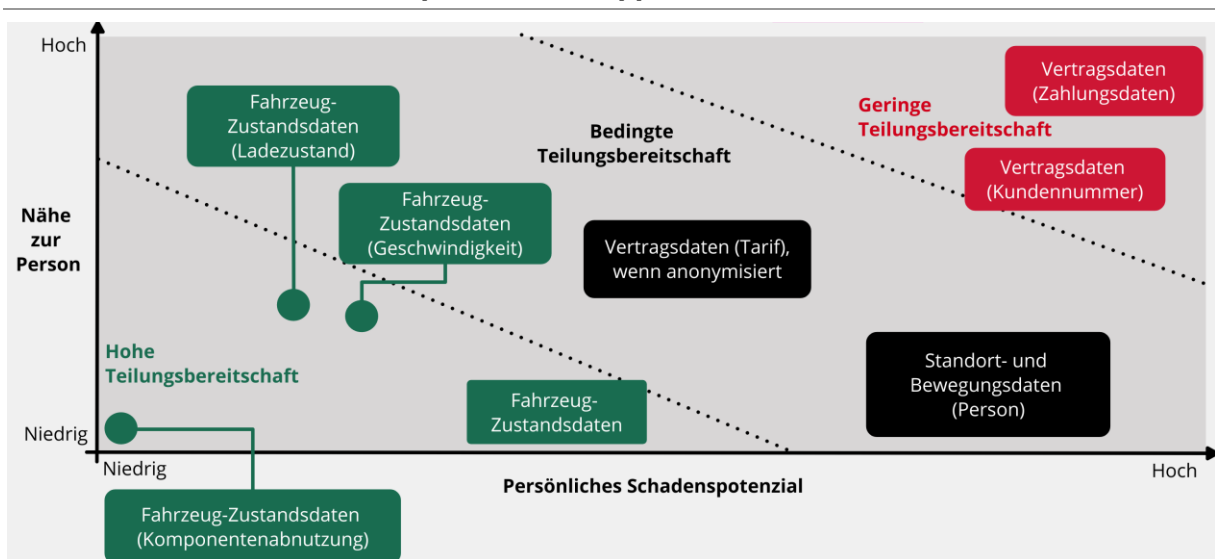 Hoch
Vertragsdaten
(Zahlungsdaten)
Fahrzeug-
Zustandsdaten
(Ladezustand)
Geringe
Teilungsbereitschaft
Bedingte
Teilungsbereitschaft
Vertragsdaten
(Kundennummer)
Fahrzeug-
Zustandsdaten
(Geschwindigkeit)
Nähe
zur
Person
Vertragsdaten (Tarif),
wenn anonymisiert
Hohe
Teilungsbereitschaft
Standort- und
Bewegungsdaten
(Person)
Fahrzeug-
Zustandsdaten
Niedrig
Niedrig
Hoch
Persönliches Schadenspotenzial
Fahrzeug-Zustandsdaten
(Komponentenabnutzung)